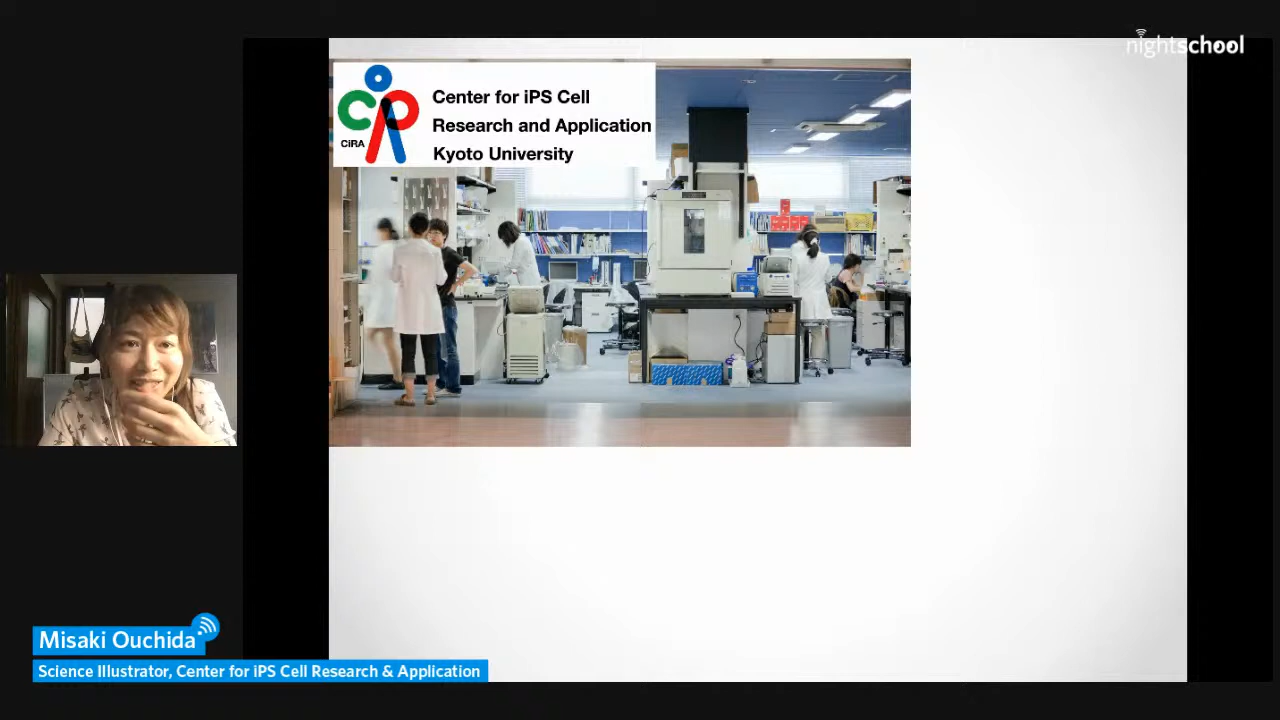 nightschool
Center for iPS Cell
Research and Application
Kyoto University
CiRA
Misaki Ouchida
Science Illustrator, Center for iPS Cell Research & Application